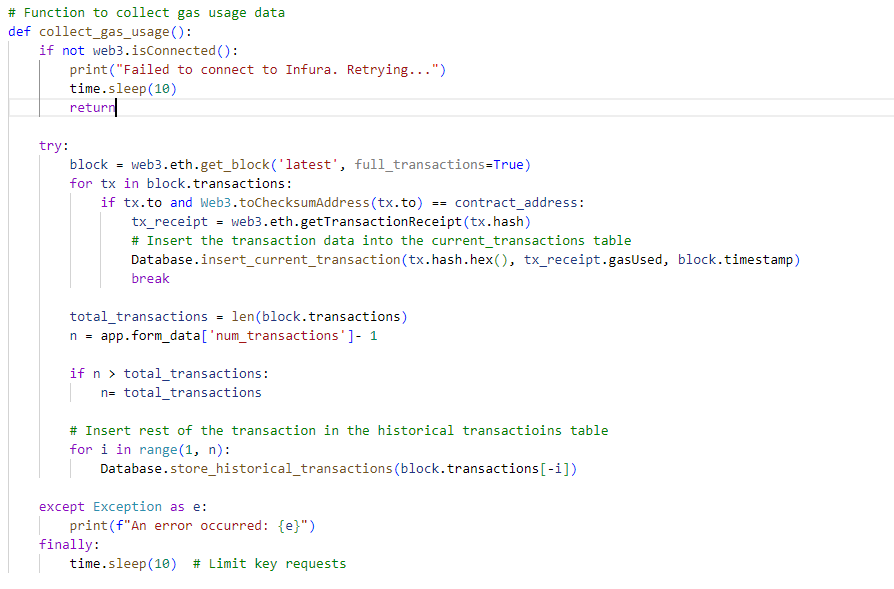 # Function to collect gas usage data
def collect_gas_usage():
    if not web3.isConnected():
        print("Failed to connect to Infura. Retrying...")
        time.sleep(10)
        return

    try:
        block = web3.eth.get_block('latest', full_transactions=True)
        for tx in block.transactions:
            if tx.to and Web3.toChecksumAddress(tx.to) == contract_address:
                tx_receipt = web3.eth.getTransactionReceipt(tx.hash)
                # Insert the transaction data into the current_transactions table
                Database.insert_current_transaction(tx.hash.hex(), tx_receipt.gasUsed, block.timestamp)
                break

        total_transactions = len(block.transactions)
        n = app.form_data['num_transactions']- 1

        if n > total_transactions:
            n= total_transactions

        # Insert rest of the transaction in the historical transactioins table
        for i in range(1, n):
            Database.store_historical_transactions(block.transactions[-i])

    except Exception as e:
        print(f"An error occurred: {e}")
    finally:
        time.sleep(10)  # Limit key requests